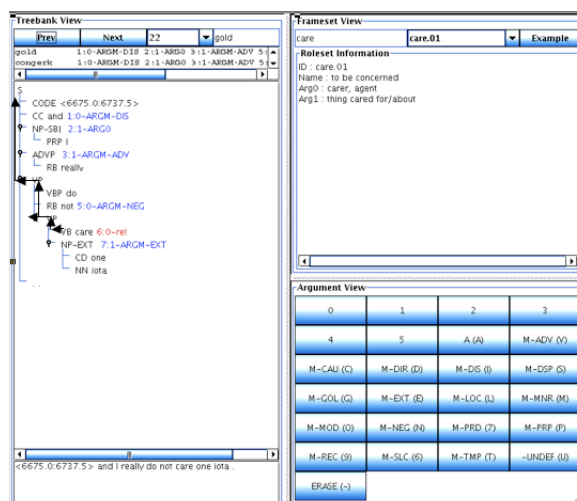 Treebank View
Prev Next 22 gold
gold 1:0-ARGM-DIS 2:1-ARG0 3:1-ARGM-ADV 5:
congerk 1:0-ARGM-DIS 2:1-ARG0 3:1-ARGM-ADV 5:
S
CODE <6675.0:6737.5>
CC and 1:0-ARGM-DIS
NP-SBJ 2:1-ARG0
PRP I
ADVP 3:1-ARGM-ADV
RB really
VP
VBP do
RB not 5:0-ARGM-NEG
VP
VB care 6:0-rel
NP-EXT 7:1-ARGM-EXT
CD one
NN iota
. .
<6675.0:6737.5> and I really do not care one iota .
Frameset View
care care.01 Example
Roleset Information
ID : care.01
Name : to be concerned
Arg0 : carer, agent
Arg1 : thing cared for/about
Argument View
0 1 2 3
4 5 A (A) M-ADV (V)
M-CAU (C) M-DIR (D) M-DIS (I) M-DSP (S)
M-GOL (G) M-EXT (E) M-LOC (L) M-MNR (M)
M-MOD (O) M-NEG (N) M-PRD (7) M-PRP (P)
M-REC (9) M-SLC (6) M-TMP (T) -UNDEF (U)
ERASE (-)